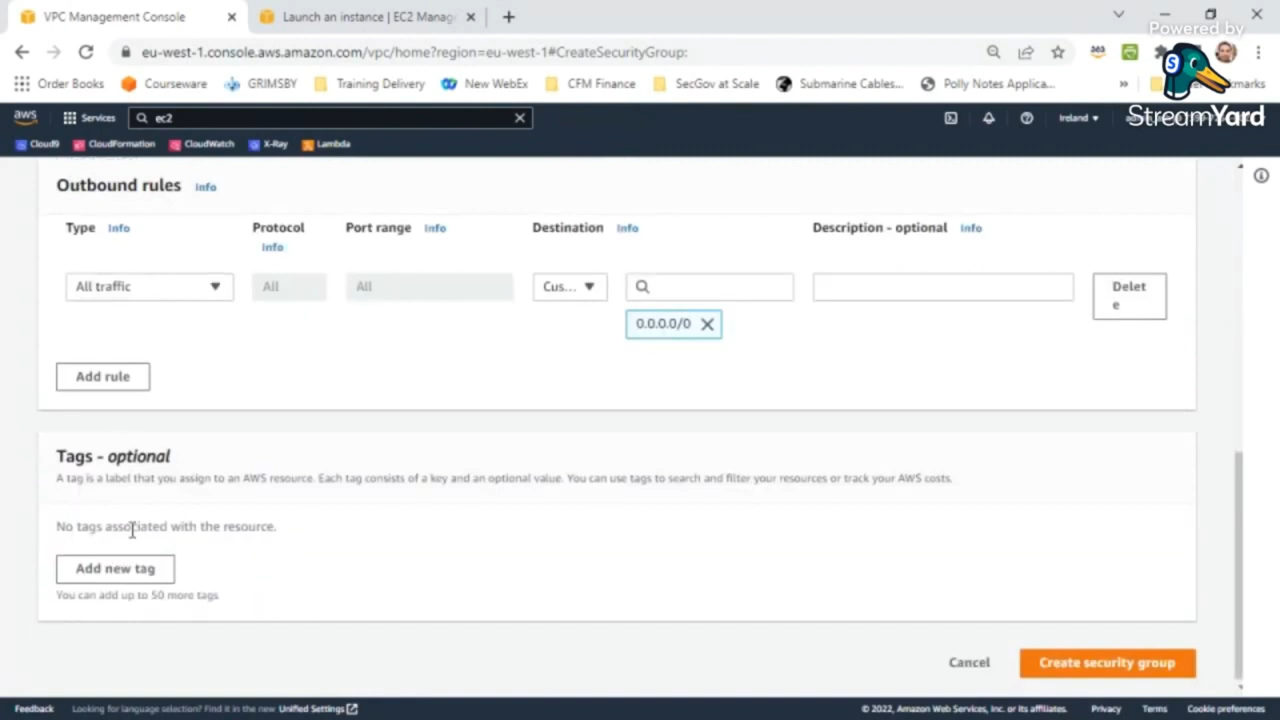 VPC Management Console
Launch an instance | EC2 Manag
Powered by
eu-west-1.console.aws.amazon.com/vpc/home?region=eu-west-1#CreateSecurityGroup:
StreamYard
Order Books Courseware GRIMSBY Training Delivery New WebEx CFM Finance SecGov at Scale Submarine Cables... Polly Notes Applica... »
aws Services ec2 Ireland
Cloud9 CloudFormation CloudWatch X-Ray Lambda
Outbound rules Info
Type Info Protocol Info Port range Info Destination Info Description - optional Info
All traffic All All Cus... Delete
0.0.0.0/0
Add rule
Tags - optional
A tag is a label that you assign to an AWS resource. Each tag consists of a key and an optional value. You can use tags to search and filter your resources or track your AWS costs.
No tags associated with the resource.
Add new tag
You can add up to 50 more tags
Cancel Create security group
Feedback Looking for language selection? Find it in the new Unified Settings © 2022, Amazon Web Services, Inc. or its affiliates. Privacy Terms Cookie preferences